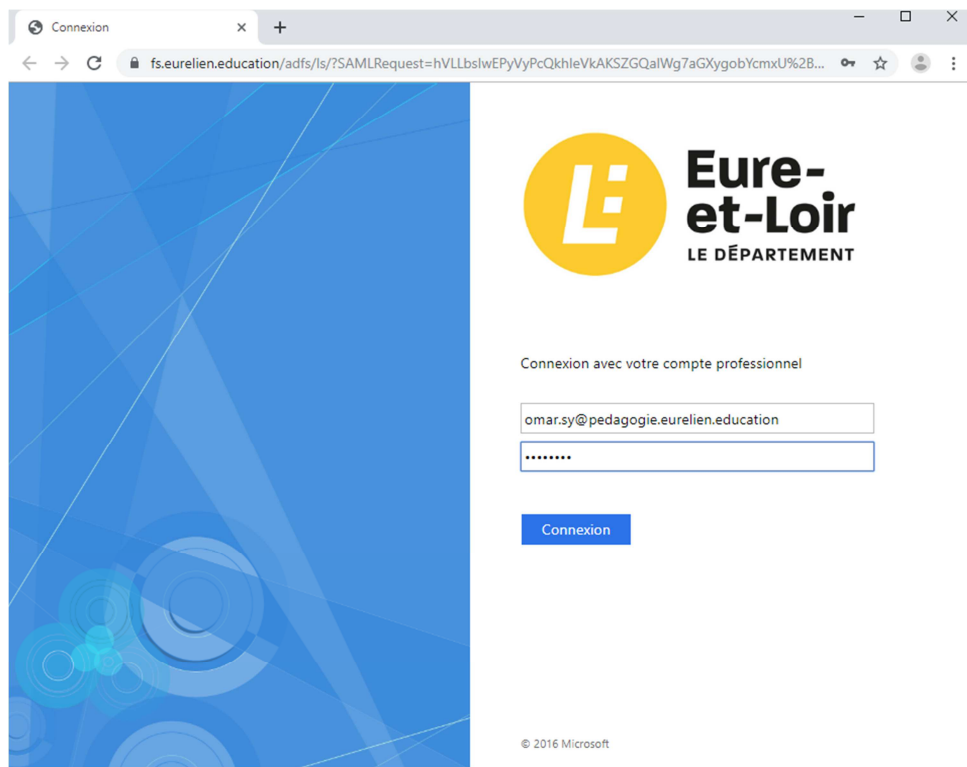 Connexion
fs.eurelien.education/adfs/ls/?SAMLRequest=hVLLbsIwEPyVyPcQkhleVkAKSZGQaIWg7aGXygobYcmxU%2B...
Eure-
et-Loir
LE DÉPARTEMENT
Connexion avec votre compte professionnel
omar.sy@pedagogie.eurelien.education
••••••••
Connexion
© 2016 Microsoft